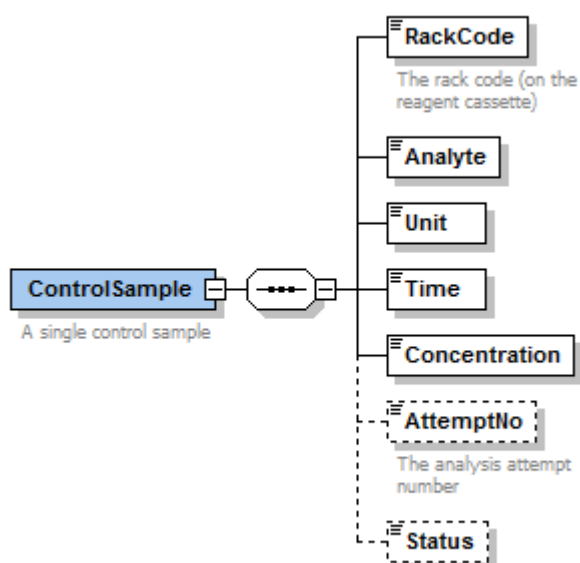 RackCode
The rack code (on the
reagent cassette)
Analyte
Unit
ControlSample
A single control sample
Time
Concentration
AttemptNo
The analysis attempt
number
Status